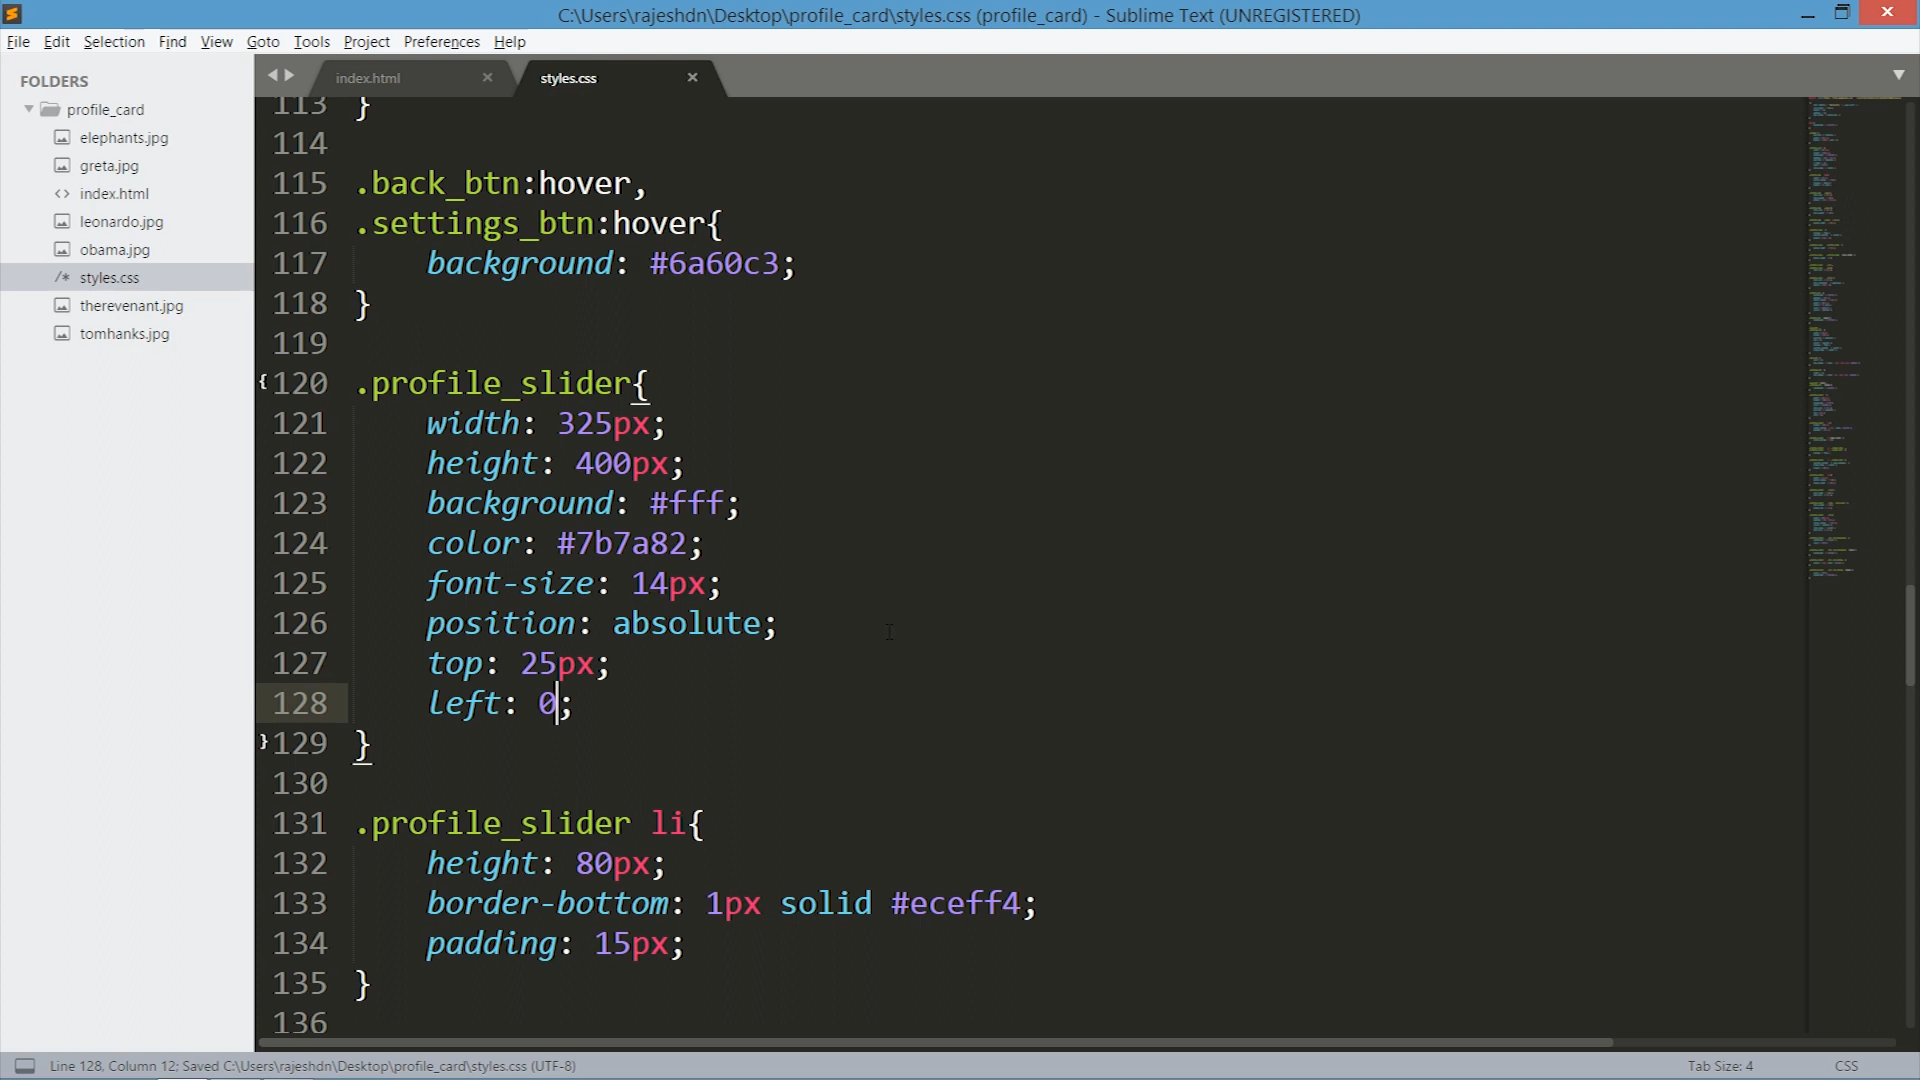 C:\Users\rajeshdn\Desktop\profile_card\styles.css (profile_card) - Sublime Text (UNREGISTERED)
File Edit Selection Find View Goto Tools Project Preferences Help
FOLDERS
profile_card
elephants.jpg
greta.jpg
<> index.html
leonardo.jpg
obama.jpg
/* styles.css
therevenant.jpg
tomhanks.jpg
index.html × styles.css ×
113 }
114
115 .back_btn:hover,
116 .settings_btn:hover{
117 background: #6a60c3;
118 }
119
{ 120 .profile_slider{
121 width: 325px;
122 height: 400px;
123 background: #fff;
124 color: #7b7a82;
125 font-size: 14px;
126 position: absolute;
127 top: 25px;
128 left: 0;
} 129 }
130
131 .profile_slider li{
132 height: 80px;
133 border-bottom: 1px solid #eceff4;
134 padding: 15px;
135 }
136
Line 128, Column 12; Saved C:\Users\rajeshdn\Desktop\profile_card\styles.css (UTF-8) Tab Size: 4 CSS